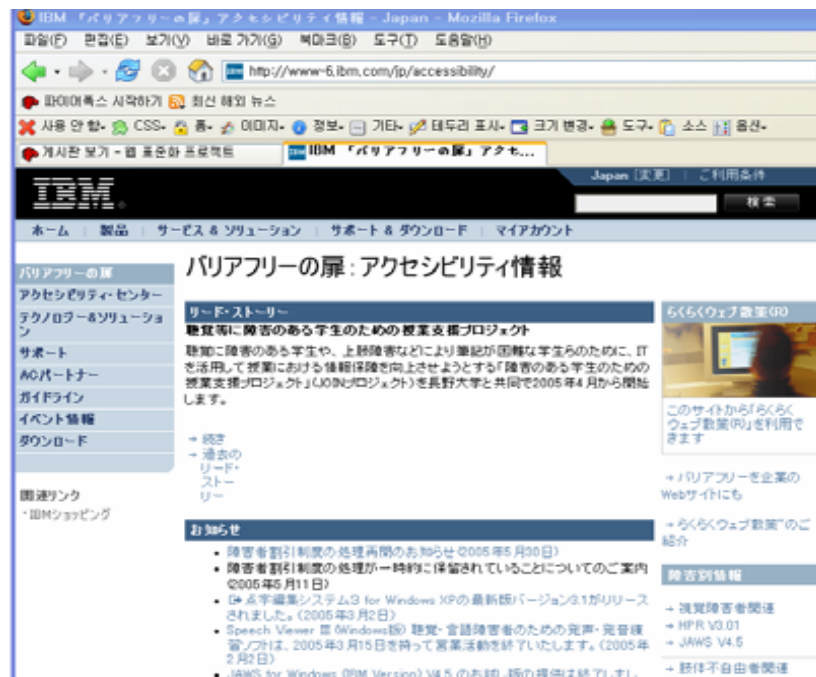 IBM 「バリアフリーの扉」アクセシビリティ情報 - Japan - Mozilla Firefox
파일(F) 편집(E) 보기(V) 바로 가기(G) 북마크(B) 도구(T) 도움말(H)
http://www-6.ibm.com/jp/accessibility/
파이어폭스 시작하기 최신 해외 뉴스
사용 안 함 CSS 폼 이미지 정보 기타 테두리 표시 크기 변경 도구 소스 옵션
게시판 보기 - 웹 표준화 프로젝트 IBM 「バリアフリーの扉」アクセ...
Japan [変更] ご利用条件
IBM
検索
ホーム 製品 サービス & ソリューション サポート & ダウンロード マイアカウント
バリアフリーの扉
アクセシビリティ・センター
テクノロジー&ソリューション
サポート
ACパートナー
ガイドライン
イベント情報
ダウンロード
関連リンク
・IBMショッピング
バリアフリーの扉：アクセシビリティ情報
リード・ストーリー
聴覚等に障害のある学生のための授業支援プロジェクト
聴覚に障害のある学生や、上肢障害などにより筆記が困難な学生らのために、IT
を活用して授業における情報保障を向上させようとする「障害のある学生のための
授業支援プロジェクト」(JOINプロジェクト)を長野大学と共同で2005年4月から開始
します。
→ 続き
→ 過去の
リード・
ストー
リー
お知らせ
• 障害者割引制度の処理再開のお知らせ(2005年5月30日)
• 障害者割引制度の処理が一時的に保留されていることについてのご案内
(2005年5月11日)
• 点字編集システム3 for Windows XPの最新版バージョン3.1がリリース
されました。(2005年3月2日)
• Speech Viewer III (Windows版) 聴覚・言語障害者のための発声・発音練
習ソフトは、2005年3月15日を持って営業活動を終了いたします。(2005年
2月2日)
• JAWS for Windows (IBM Version) V4.5 のお試し版の提供は終了しまし
らくらくウェブ散策(R)
このサイトから「らくらく
ウェブ散策(R)」を利用で
きます
→ バリアフリーを企業の
Webサイトにも
→ らくらくウェブ散策"のご
紹介
障害別情報
→ 視覚障害者関連
→ HPR V3.01
→ JAWS V4.5
→ 肢体不自由者関連